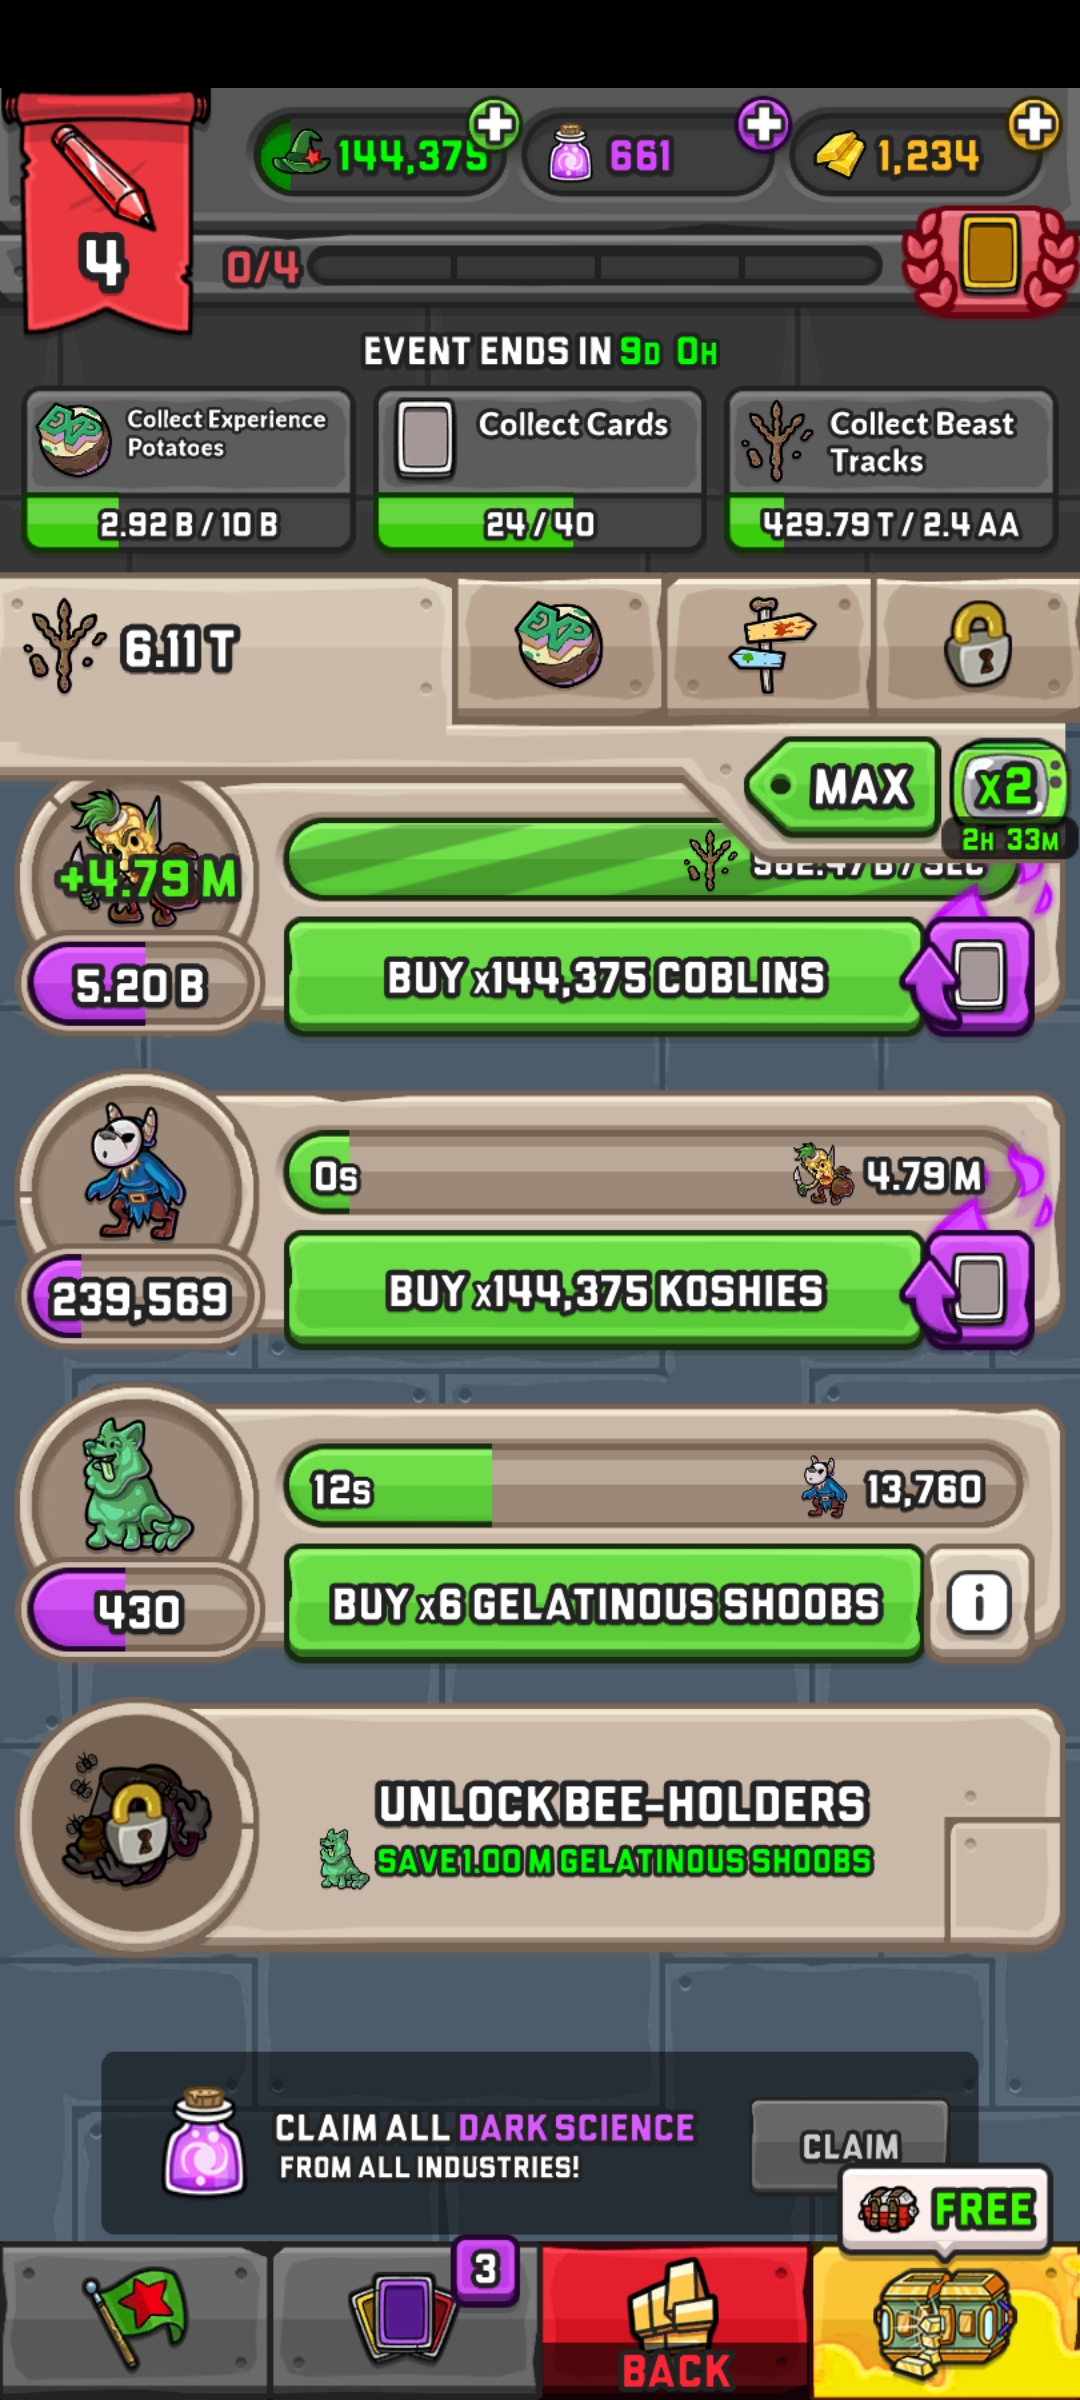 144,375
661
1,234
4
0/4
EVENT ENDS IN 9D 0H
Collect Experience
Potatoes
2.92 B / 10 B
Collect Cards
24 / 40
Collect Beast
Tracks
429.79 T / 2.4 AA
6.11 T
EXP
MAX
x2
2H 33M
+4.79 M
5.20 B
BUY x144,375 COBLINS
0s
4.79 M
239,569
BUY x144,375 KOSHIES
12s
13,760
430
BUY x6 GELATINOUS SHOOBS
i
UNLOCK BEE-HOLDERS
SAVE 1.00 M GELATINOUS SHOOBS
CLAIM ALL DARK SCIENCE
FROM ALL INDUSTRIES!
CLAIM
FREE
3
BACK